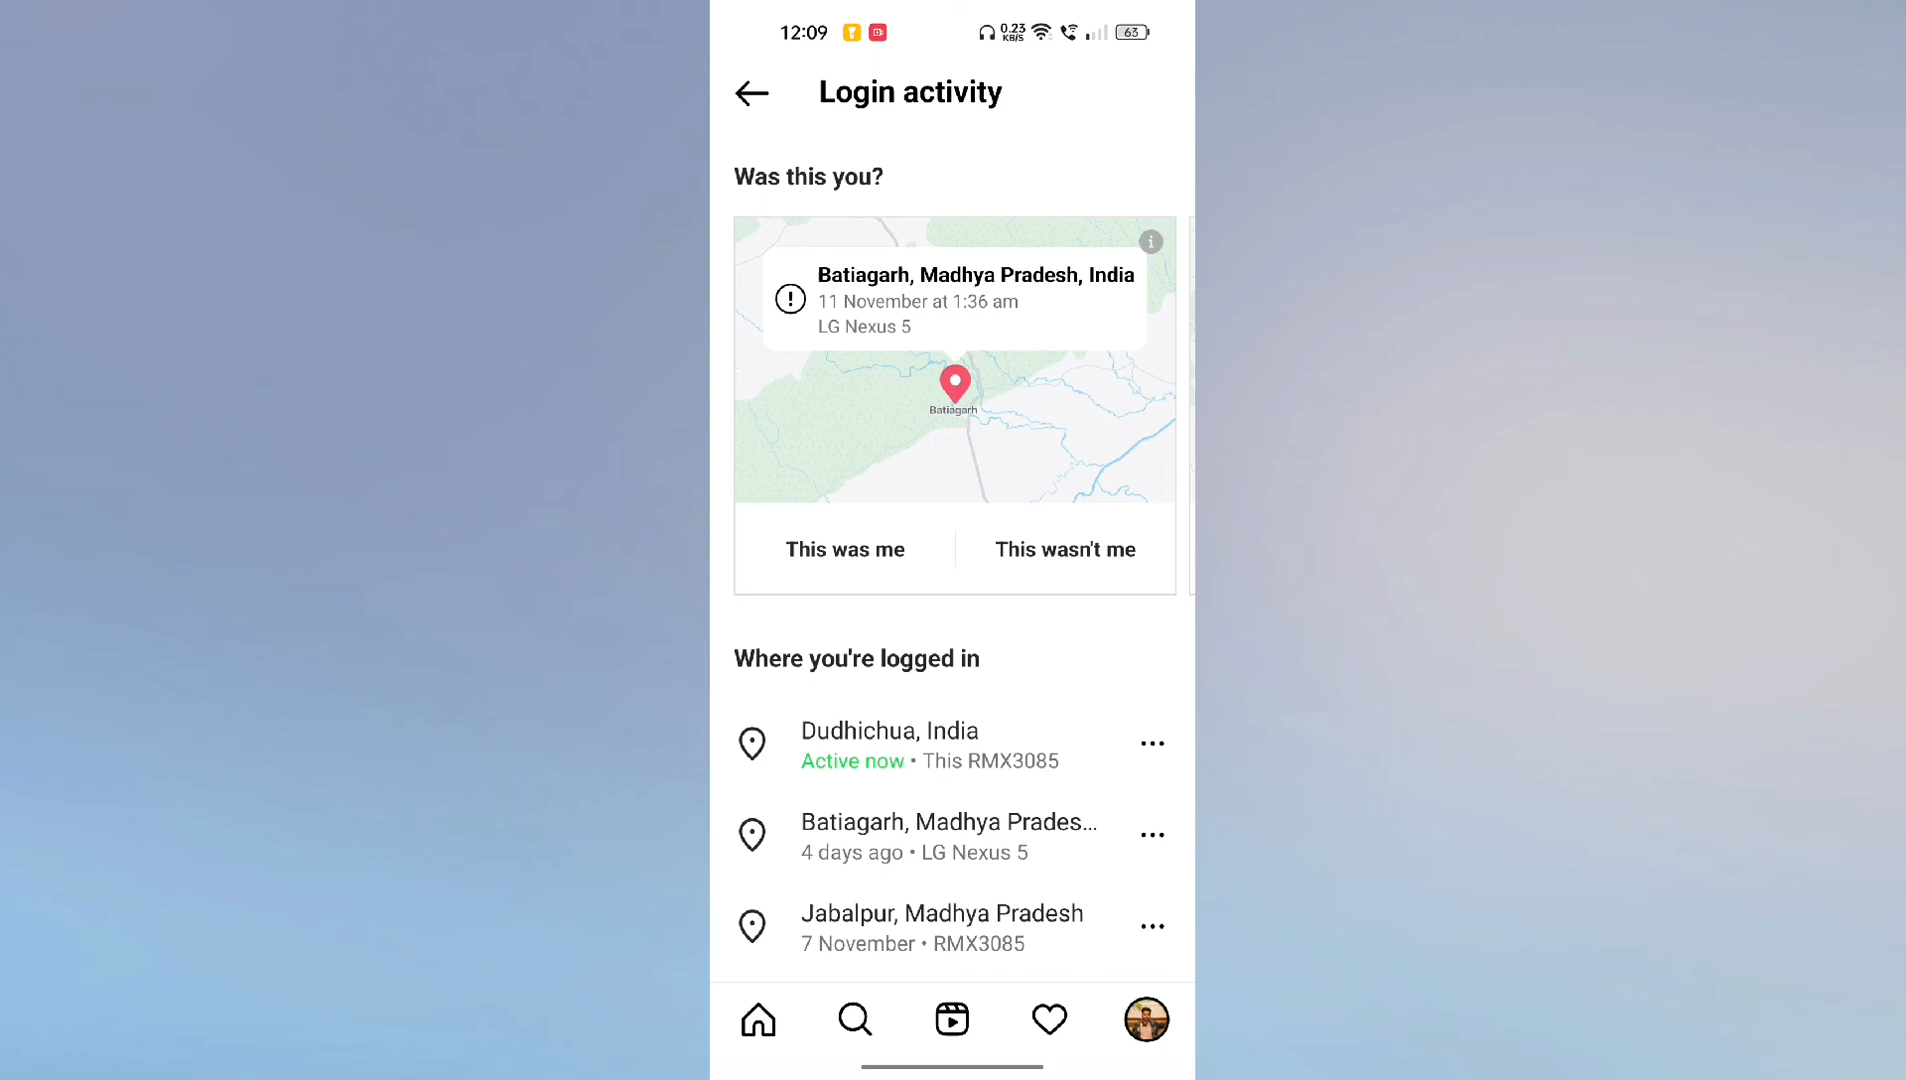 12:09
0.23
KB/S
63
Login activity
Was this you?
Batiagarh, Madhya Pradesh, India
11 November at 1:36 am
LG Nexus 5
Batiagarh
This was me
This wasn't me
Where you're logged in
Dudhichua, India
Active now • This RMX3085
Batiagarh, Madhya Prades...
4 days ago • LG Nexus 5
Jabalpur, Madhya Pradesh
7 November • RMX3085